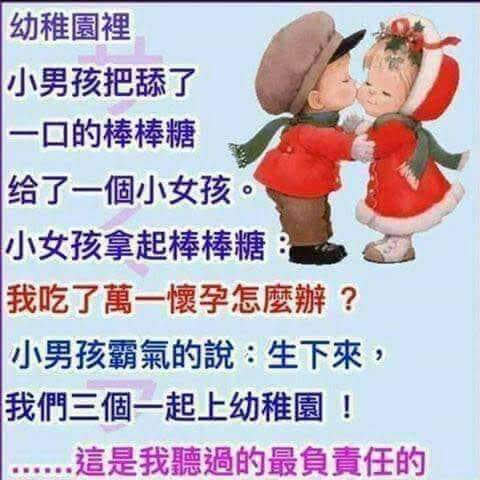 幼稚園裡
小男孩把舔了
一口的棒棒糖
给了一個小女孩。
小女孩拿起棒棒糖：
我吃了萬一懷孕怎麼辦？
小男孩霸氣的說：生下來，
我們三個一起上幼稚園！
......這是我聽過的最負責任的